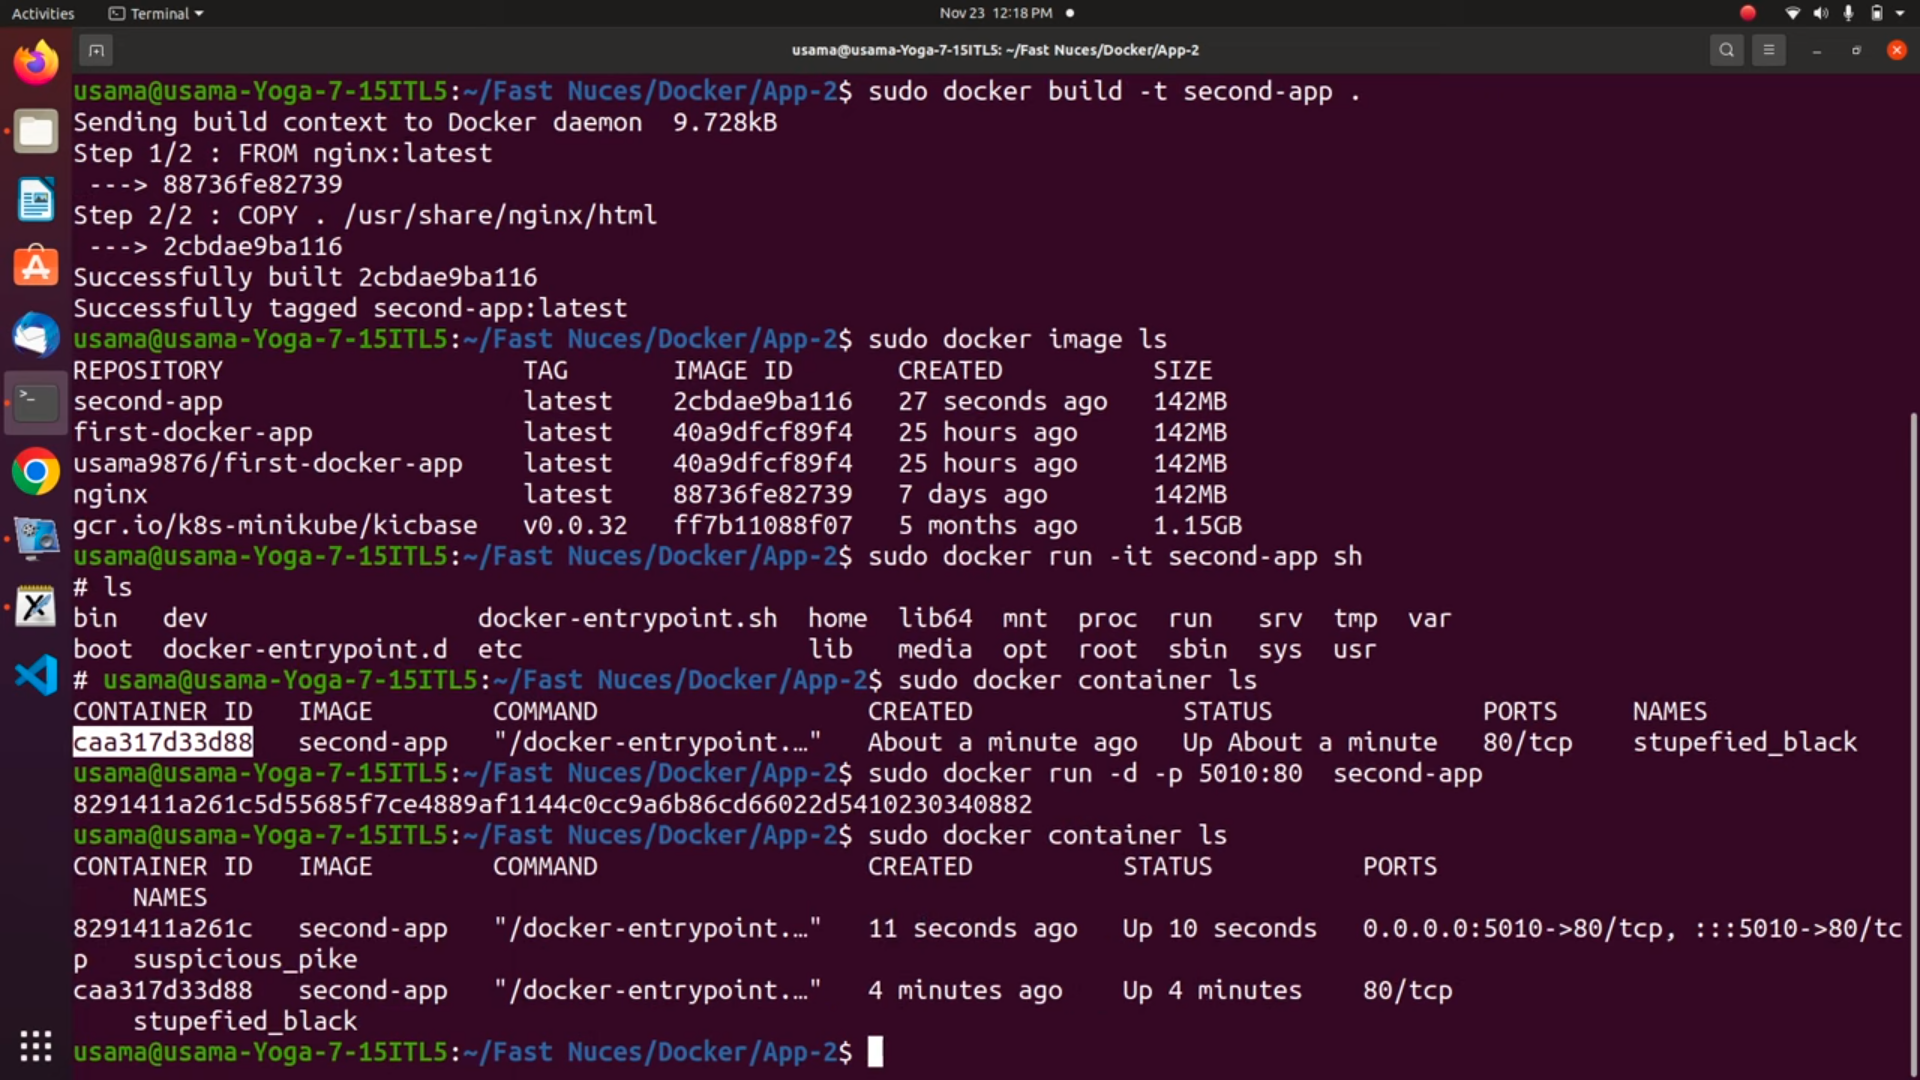 Activities
Terminal
Nov 23 12:18 PM
usama@usama-Yoga-7-15ITL5: ~/Fast Nuces/Docker/App-2
usama@usama-Yoga-7-15ITL5:~/Fast Nuces/Docker/App-2$ sudo docker build -t second-app .
Sending build context to Docker daemon  9.728kB
Step 1/2 : FROM nginx:latest
 ---> 88736fe82739
Step 2/2 : COPY . /usr/share/nginx/html
 ---> 2cbdae9ba116
Successfully built 2cbdae9ba116
Successfully tagged second-app:latest
usama@usama-Yoga-7-15ITL5:~/Fast Nuces/Docker/App-2$ sudo docker image ls
REPOSITORY                    TAG       IMAGE ID       CREATED          SIZE
second-app                    latest    2cbdae9ba116   27 seconds ago   142MB
first-docker-app              latest    40a9dfcf89f4   25 hours ago     142MB
usama9876/first-docker-app    latest    40a9dfcf89f4   25 hours ago     142MB
nginx                         latest    88736fe82739   7 days ago       142MB
gcr.io/k8s-minikube/kicbase   v0.0.32   ff7b11088f07   5 months ago     1.15GB
usama@usama-Yoga-7-15ITL5:~/Fast Nuces/Docker/App-2$ sudo docker run -it second-app sh
# ls
bin   dev                  docker-entrypoint.sh  home  lib64  mnt  proc  run   srv  tmp  var
boot  docker-entrypoint.d  etc                   lib   media  opt  root  sbin  sys  usr
# usama@usama-Yoga-7-15ITL5:~/Fast Nuces/Docker/App-2$ sudo docker container ls
CONTAINER ID   IMAGE        COMMAND                  CREATED              STATUS              PORTS     NAMES
caa317d33d88   second-app   "/docker-entrypoint.…"   About a minute ago   Up About a minute   80/tcp    stupefied_black
usama@usama-Yoga-7-15ITL5:~/Fast Nuces/Docker/App-2$ sudo docker run -d -p 5010:80  second-app
8291411a261c5d55685f7ce4889af1144c0cc9a6b86cd66022d5410230340882
usama@usama-Yoga-7-15ITL5:~/Fast Nuces/Docker/App-2$ sudo docker container ls
CONTAINER ID   IMAGE        COMMAND                  CREATED          STATUS          PORTS
    NAMES
8291411a261c   second-app   "/docker-entrypoint.…"   11 seconds ago   Up 10 seconds   0.0.0.0:5010->80/tcp, :::5010->80/tc
p   suspicious_pike
caa317d33d88   second-app   "/docker-entrypoint.…"   4 minutes ago    Up 4 minutes    80/tcp
    stupefied_black
usama@usama-Yoga-7-15ITL5:~/Fast Nuces/Docker/App-2$